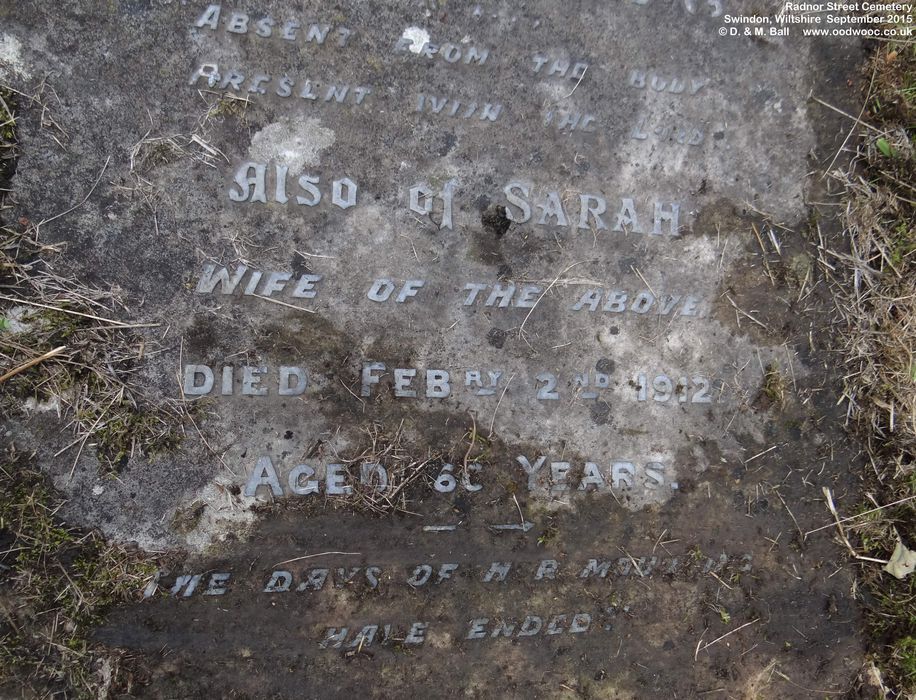 Radnor Street Cemetery
Swindon, Wiltshire September 2015
© D. & M. Ball www.oodwooc.co.uk
ABSENT FROM THE BODY
PRESENT WITH THE LORD
ALSO OF SARAH
WIFE OF THE ABOVE
DIED FEBRY 2ND 1912
AGED YEARS.
THE DAYS OF HER MOURNING
HAVE ENDED."